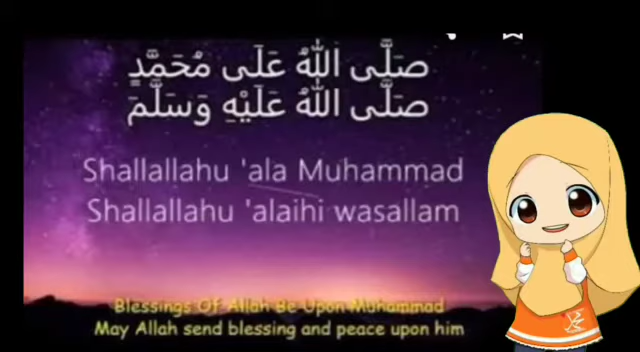 صَلَّى اللهُ عَلَى مُحَمَّدٍ
صَلَّى اللهُ عَلَيْهِ وَسَلَّمَ
Shallallahu 'ala Muhammad
Shallallahu 'alaihi wasallam
Blessings Of Allah Be Upon Muhammad
May Allah send blessing and peace upon him